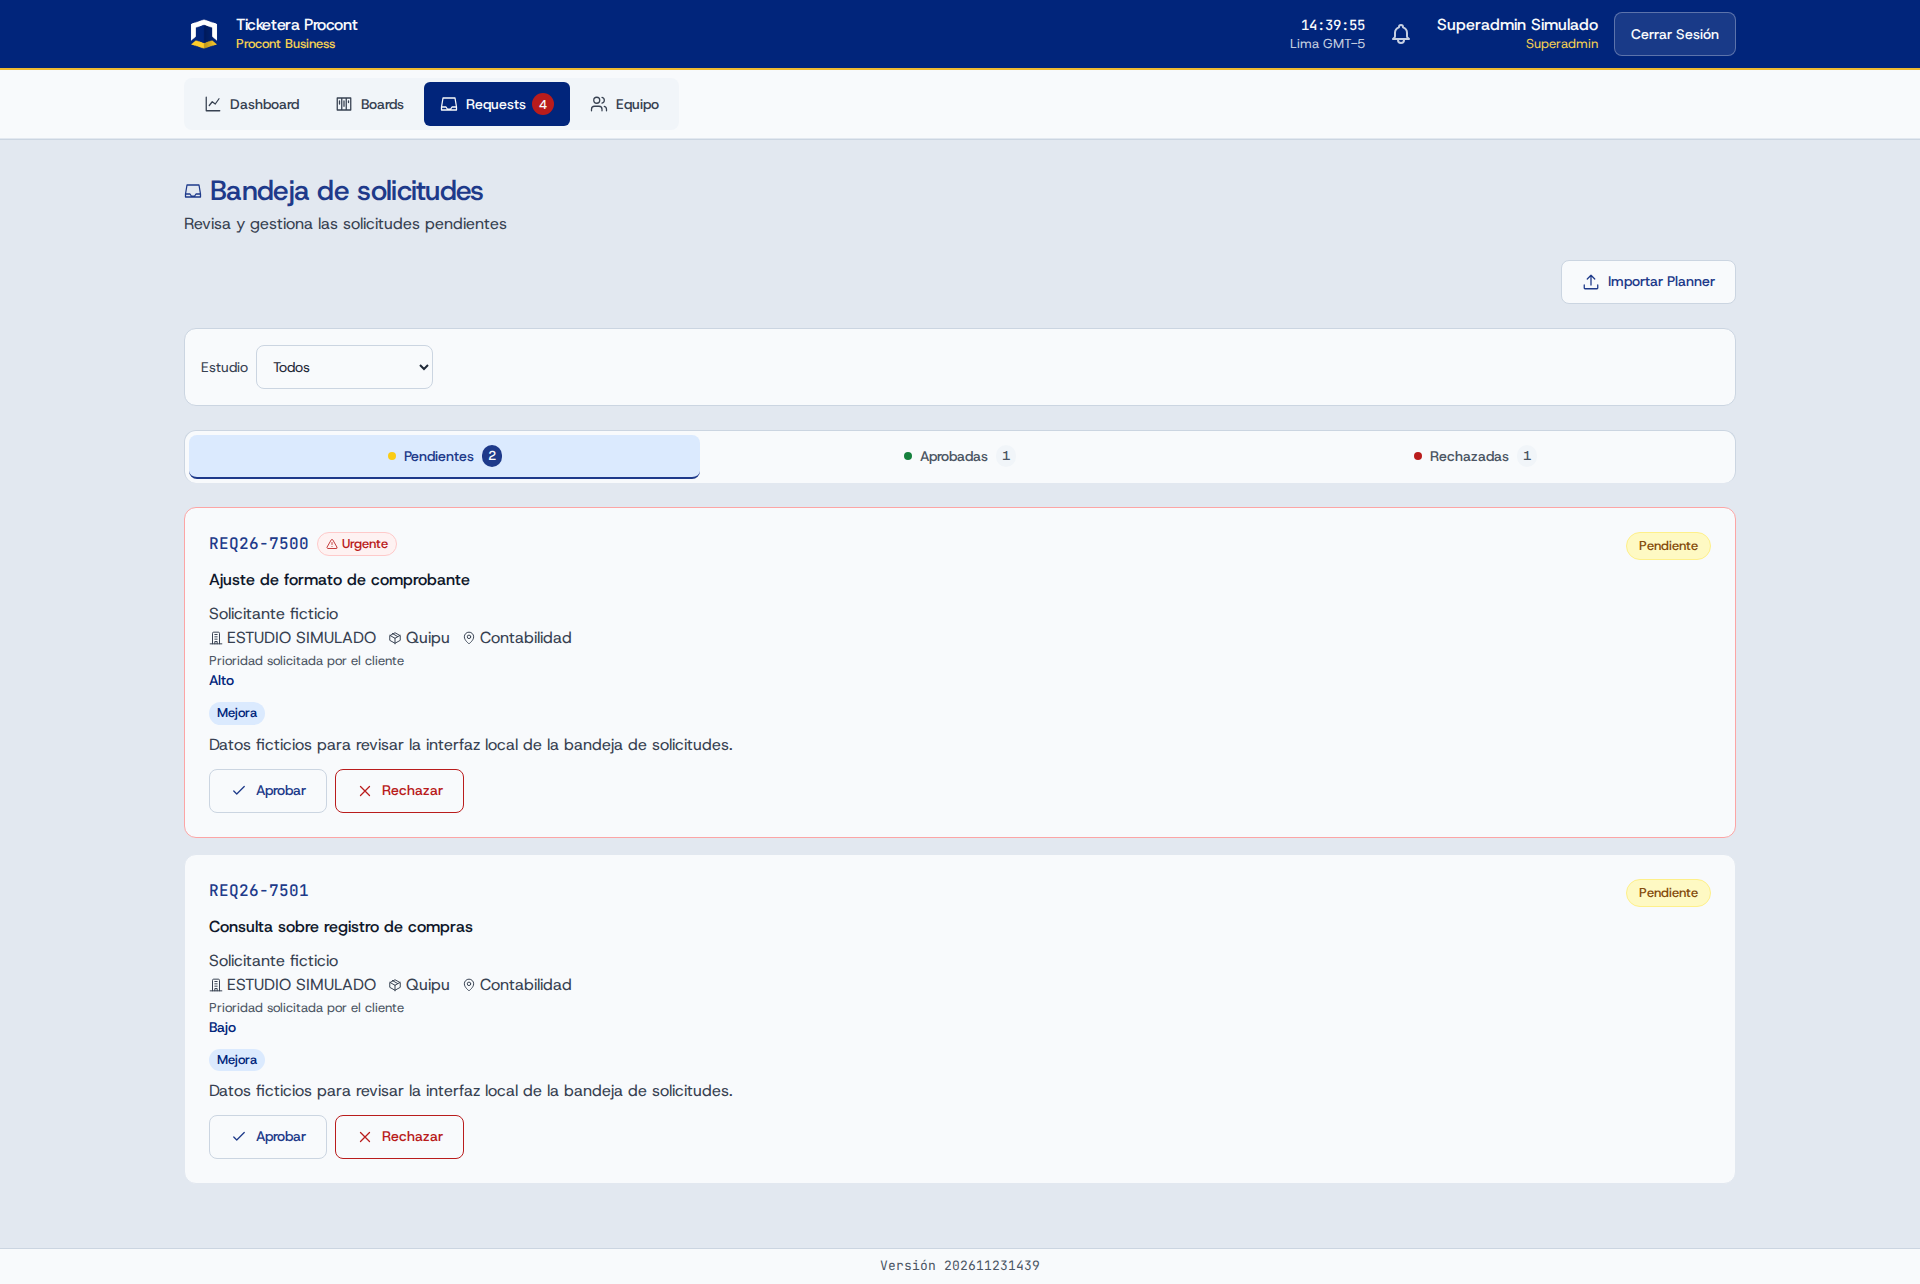 Ticketera Procont
Procont Business
14:39:55
Lima GMT-5
Superadmin Simulado
Superadmin
Cerrar Sesión
Dashboard
Boards
Requests 4
Equipo
Bandeja de solicitudes
Revisa y gestiona las solicitudes pendientes
Importar Planner
Estudio Todos
Pendientes 2
Aprobadas 1
Rechazadas 1
REQ26-7500 Urgente
Pendiente
Ajuste de formato de comprobante
Solicitante ficticio
ESTUDIO SIMULADO Quipu Contabilidad
Prioridad solicitada por el cliente
Alto
Mejora
Datos ficticios para revisar la interfaz local de la bandeja de solicitudes.
Aprobar Rechazar
REQ26-7501
Pendiente
Consulta sobre registro de compras
Solicitante ficticio
ESTUDIO SIMULADO Quipu Contabilidad
Prioridad solicitada por el cliente
Bajo
Mejora
Datos ficticios para revisar la interfaz local de la bandeja de solicitudes.
Aprobar Rechazar
Versión 202611231439